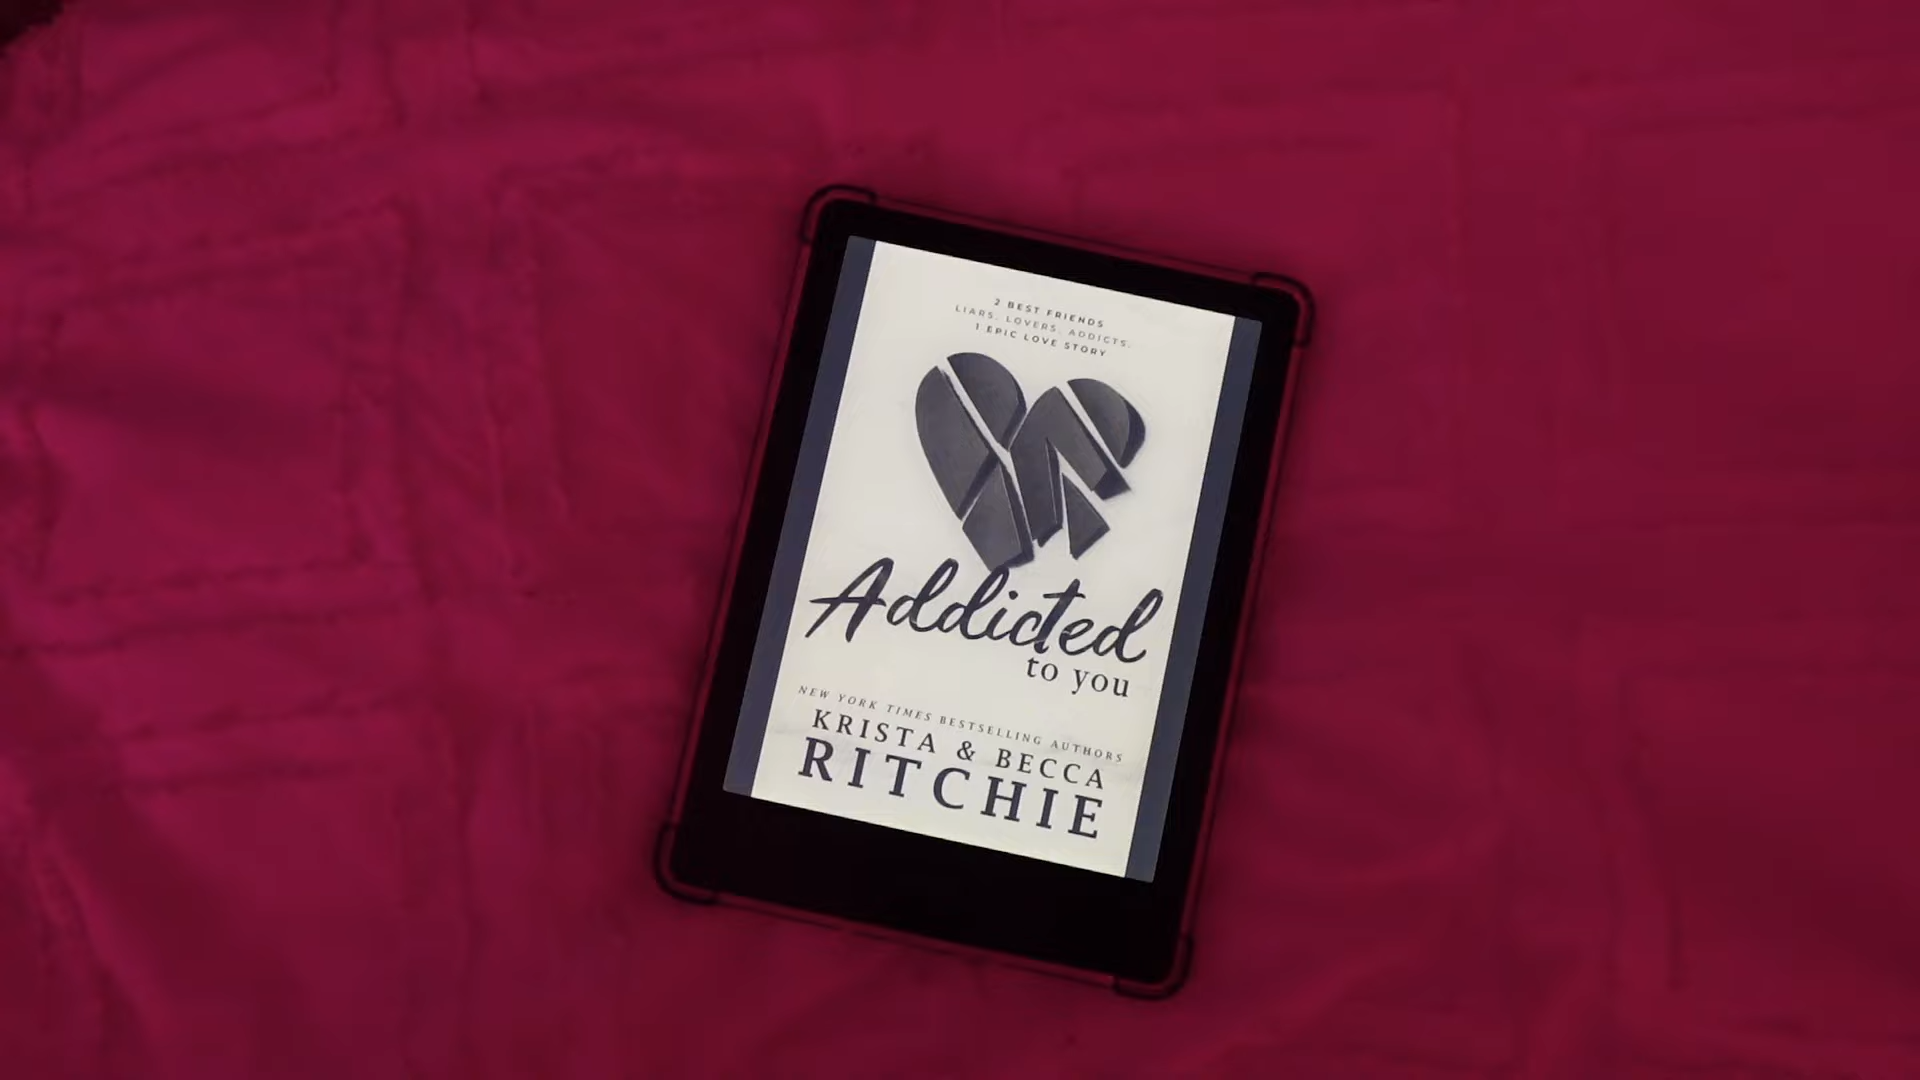 2 BEST FRIENDS
LIARS. LOVERS. ADDICTS.
1 EPIC LOVE STORY
Addicted
to you
NEW YORK TIMES BESTSELLING AUTHORS
KRISTA & BECCA
RITCHIE